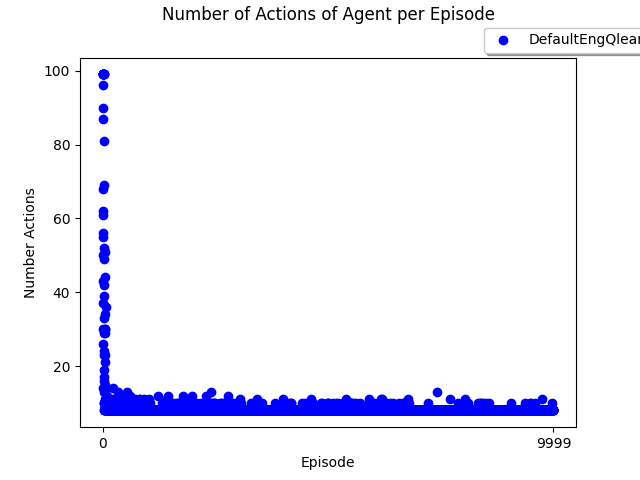 Number of Actions of Agent per Episode
DefaultEngQlear
100
80
60
40
20
Number Actions
0
9999
Episode